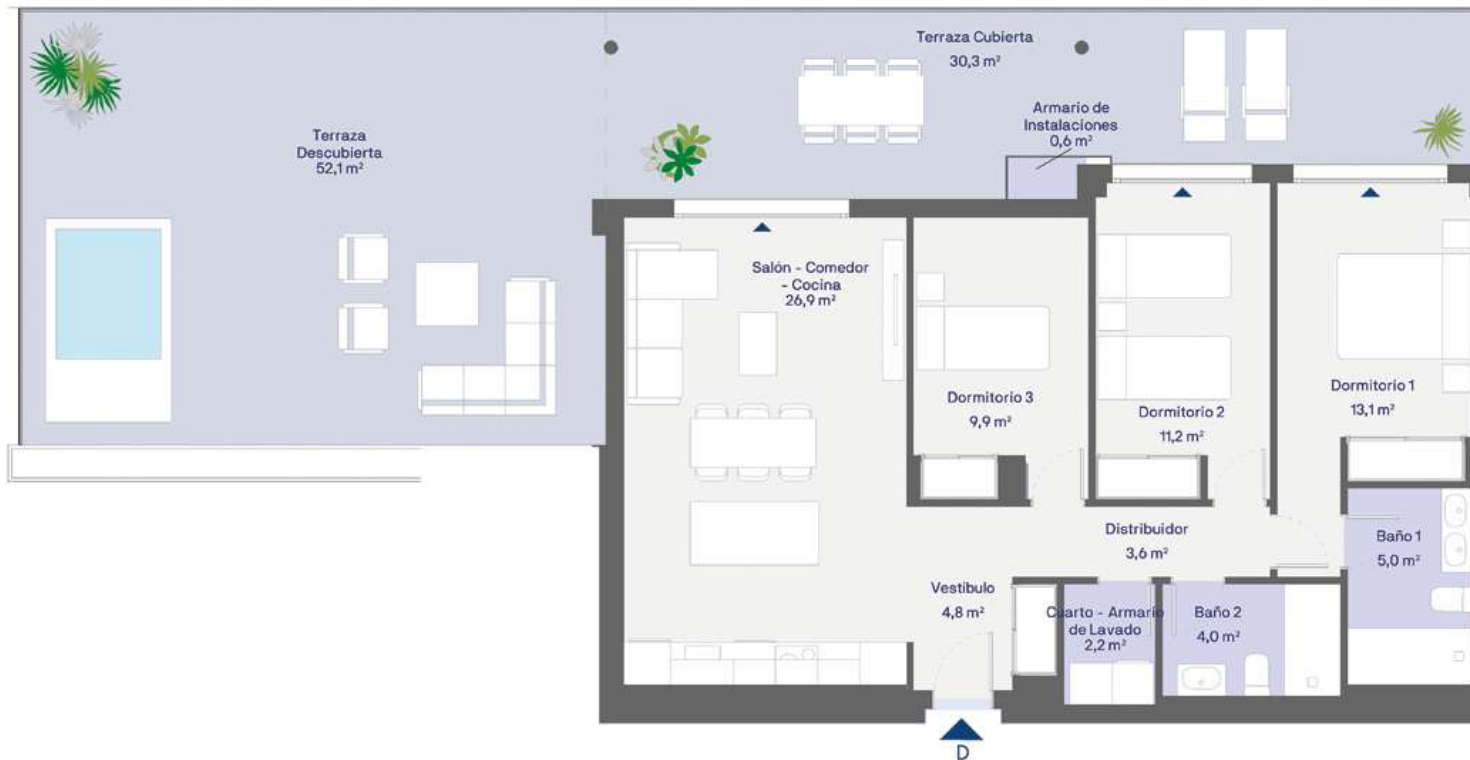 Terraza Cubierta
30,3 m²
Armario de
Instalaciones
0,6 m²
Terraza
Descubierta
52,1 m²
Salón - Comedor
- Cocina
26,9 m²
Dormitorio 3
9,9 m²
Dormitorio 2
11,2 m²
Dormitorio 1
13,1 m²
Distribuidor
3,6 m²
Baño 1
5,0 m²
Vestíbulo
4,8 m²
Cuarto - Armario
de Lavado
2,2 m²
Baño 2
4,0 m²
D